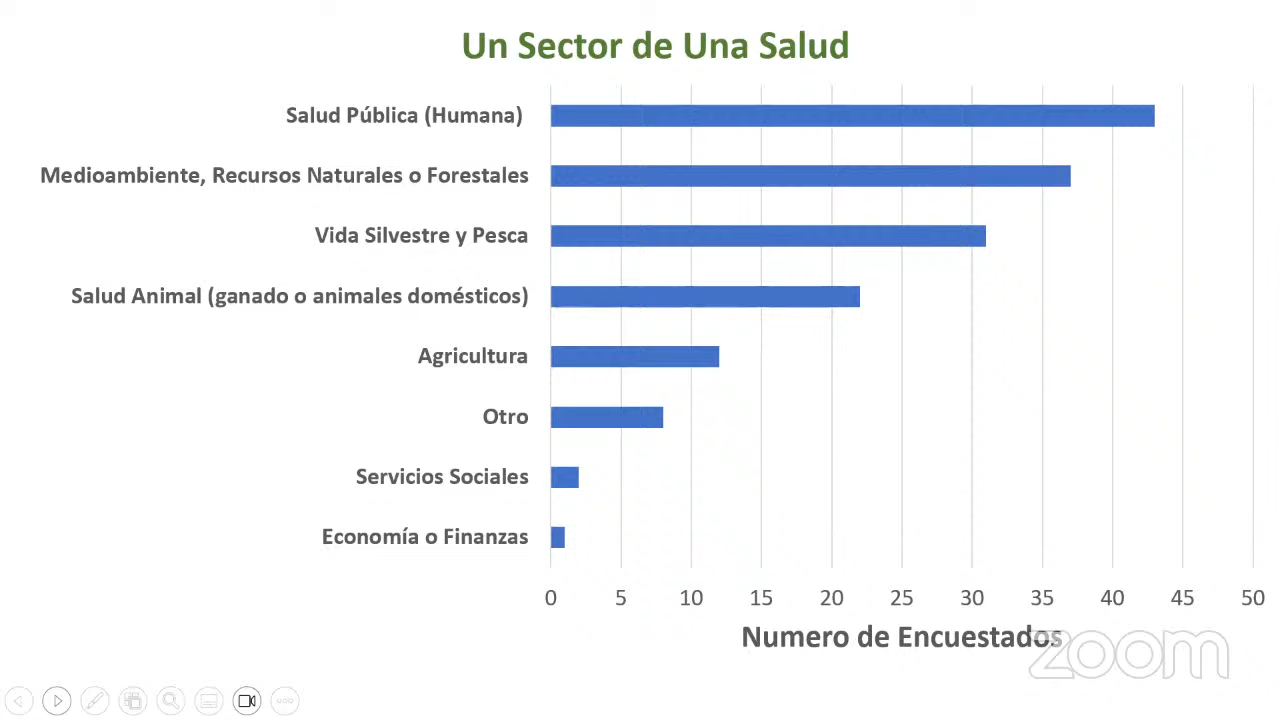 Un Sector de Una Salud
Salud Pública (Humana)
Medioambiente, Recursos Naturales o Forestales
Vida Silvestre y Pesca
Salud Animal (ganado o animales domésticos)
Agricultura
Otro
Servicios Sociales
Economía o Finanzas
0 5 10 15 20 25 30 35 40 45 50
Numero de Encuestados
zoom